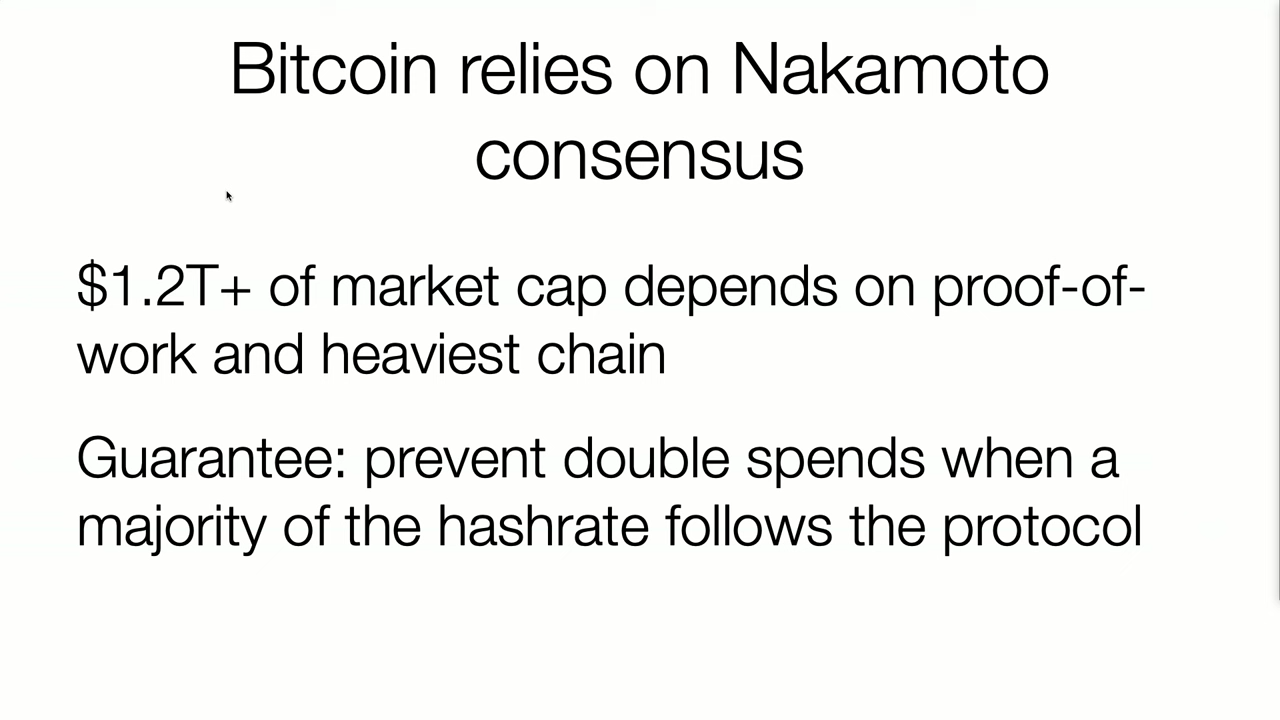 Bitcoin relies on Nakamoto
consensus
$1.2T+ of market cap depends on proof-of-
work and heaviest chain
Guarantee: prevent double spends when a
majority of the hashrate follows the protocol